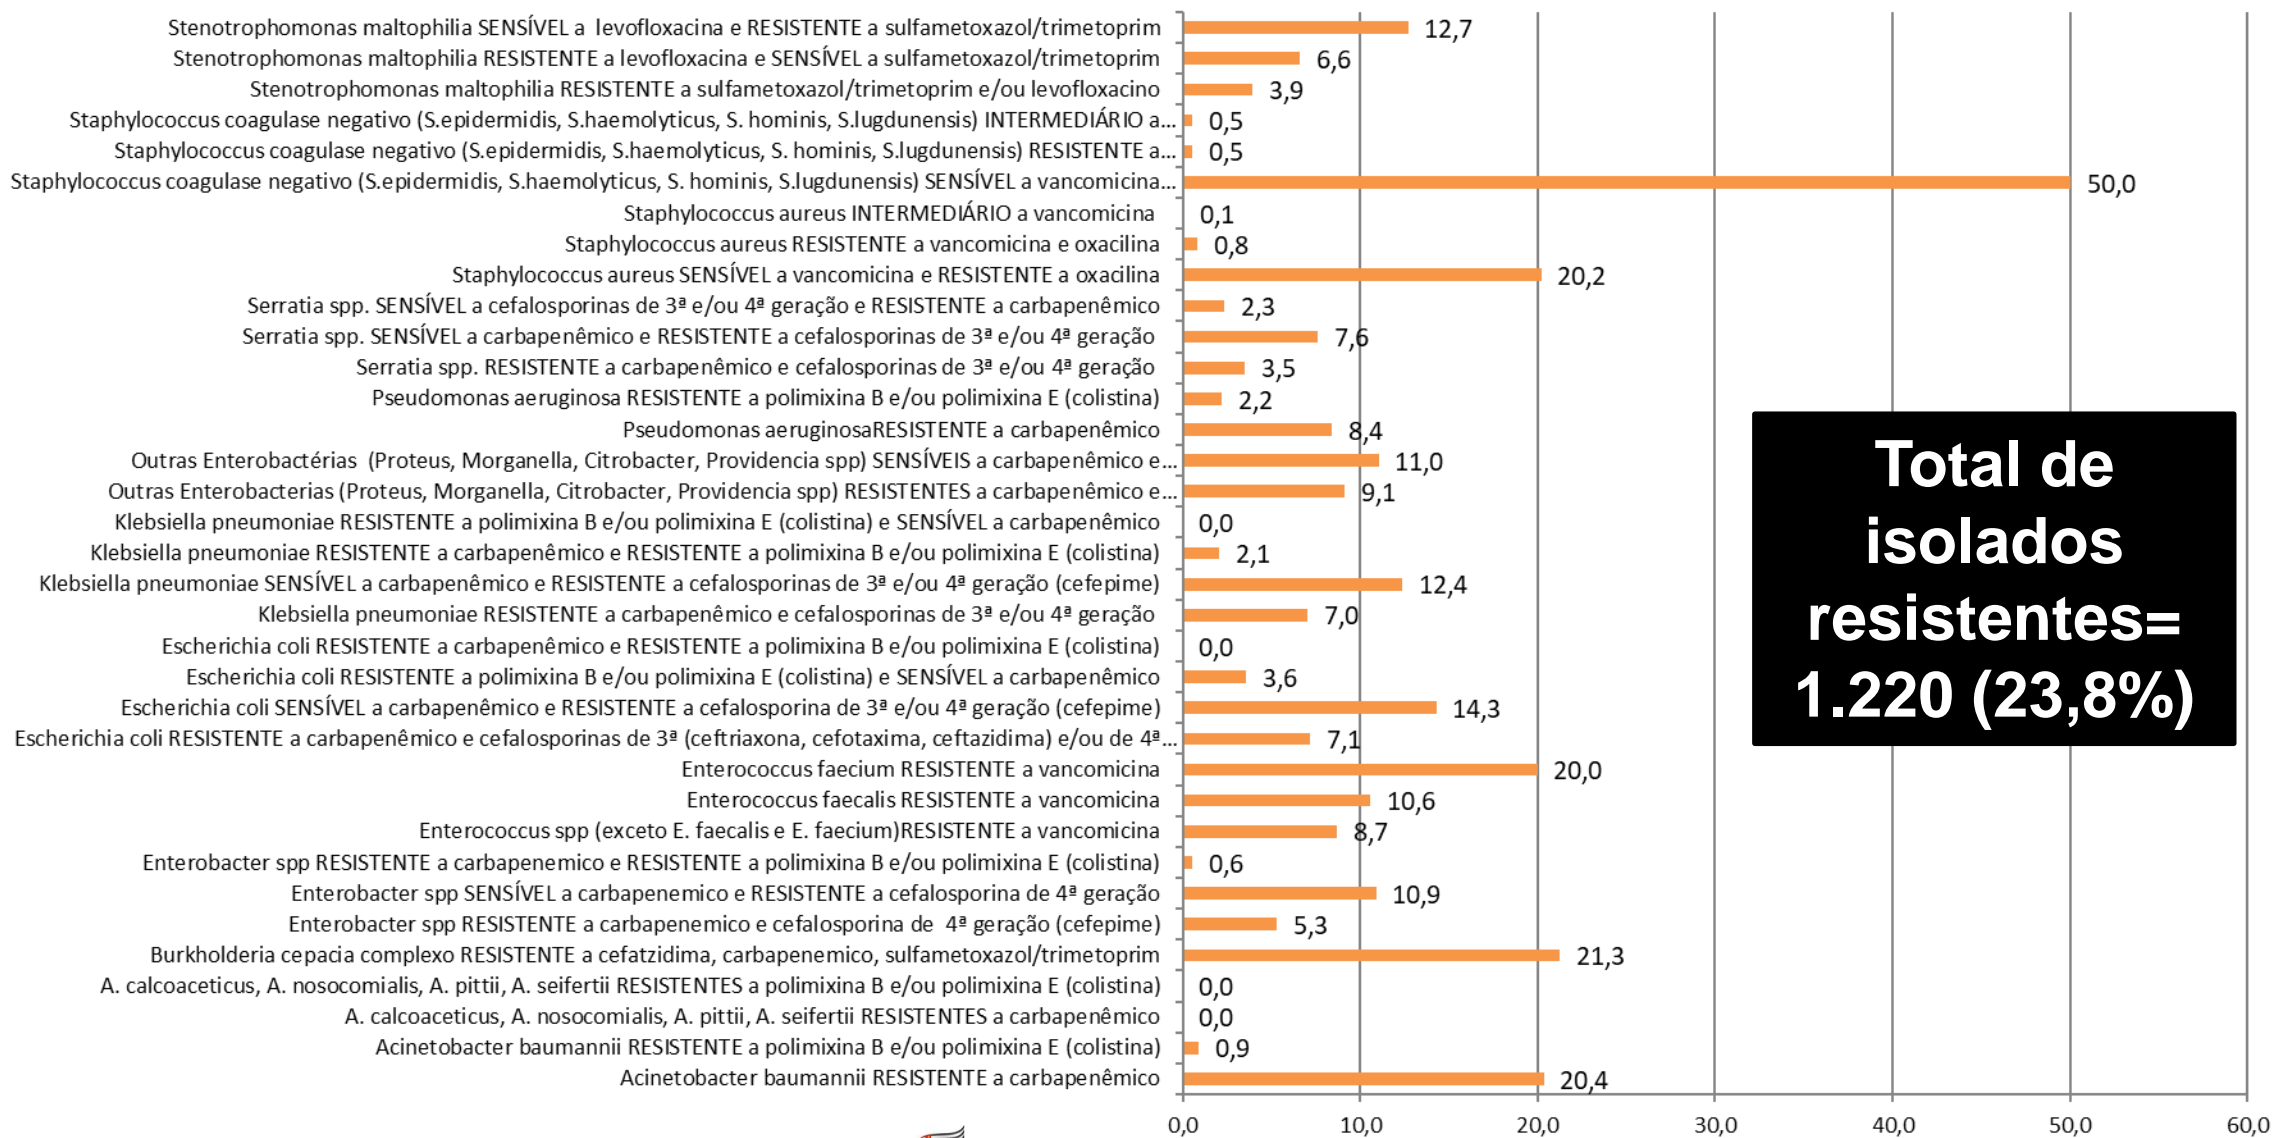 Stenotrophomonas maltophilia SENSÍVEL a levofloxacina e RESISTENTE a sulfametoxazol/trimetoprim 12,7
Stenotrophomonas maltophilia RESISTENTE a levofloxacina e SENSÍVEL a sulfametoxazol/trimetoprim 6,6
Stenotrophomonas maltophilia RESISTENTE a sulfametoxazol/trimetoprim e/ou levofloxacino 3,9
Staphylococcus coagulase negativo (S.epidermidis, S.haemolyticus, S. hominis, S.lugdunensis) INTERMEDIÁRIO a... 0,5
Staphylococcus coagulase negativo (S.epidermidis, S.haemolyticus, S. hominis, S.lugdunensis) RESISTENTE a... 0,5
Staphylococcus coagulase negativo (S.epidermidis, S.haemolyticus, S. hominis, S.lugdunensis) SENSÍVEL a vancomicina... 50,0
Staphylococcus aureus INTERMEDIÁRIO a vancomicina 0,1
Staphylococcus aureus RESISTENTE a vancomicina e oxacilina 0,8
Staphylococcus aureus SENSÍVEL a vancomicina e RESISTENTE a oxacilina 20,2
Serratia spp. SENSÍVEL a cefalosporinas de 3ª e/ou 4ª geração e RESISTENTE a carbapenêmico 2,3
Serratia spp. SENSÍVEL a carbapenêmico e RESISTENTE a cefalosporinas de 3ª e/ou 4ª geração 7,6
Serratia spp. RESISTENTE a carbapenêmico e cefalosporinas de 3ª e/ou 4ª geração 3,5
Pseudomonas aeruginosa RESISTENTE a polimixina B e/ou polimixina E (colistina) 2,2
Pseudomonas aeruginosaRESISTENTE a carbapenêmico 8,4
Outras Enterobactérias (Proteus, Morganella, Citrobacter, Providencia spp) SENSÍVEIS a carbapenêmico e... 11,0
Outras Enterobacterias (Proteus, Morganella, Citrobacter, Providencia spp) RESISTENTES a carbapenêmico e... 9,1
Klebsiella pneumoniae RESISTENTE a polimixina B e/ou polimixina E (colistina) e SENSÍVEL a carbapenêmico 0,0
Klebsiella pneumoniae RESISTENTE a carbapenêmico e RESISTENTE a polimixina B e/ou polimixina E (colistina) 2,1
Klebsiella pneumoniae SENSÍVEL a carbapenêmico e RESISTENTE a cefalosporinas de 3ª e/ou 4ª geração (cefepime) 12,4
Klebsiella pneumoniae RESISTENTE a carbapenêmico e cefalosporinas de 3ª e/ou 4ª geração 7,0
Escherichia coli RESISTENTE a carbapenêmico e RESISTENTE a polimixina B e/ou polimixina E (colistina) 0,0
Escherichia coli RESISTENTE a polimixina B e/ou polimixina E (colistina) e SENSÍVEL a carbapenêmico 3,6
Escherichia coli SENSÍVEL a carbapenêmico e RESISTENTE a cefalosporina de 3ª e/ou 4ª geração (cefepime) 14,3
Escherichia coli RESISTENTE a carbapenêmico e cefalosporinas de 3ª (ceftriaxona, cefotaxima, ceftazidima) e/ou de 4ª... 7,1
Enterococcus faecium RESISTENTE a vancomicina 20,0
Enterococcus faecalis RESISTENTE a vancomicina 10,6
Enterococcus spp (exceto E. faecalis e E. faecium)RESISTENTE a vancomicina 8,7
Enterobacter spp RESISTENTE a carbapenemico e RESISTENTE a polimixina B e/ou polimixina E (colistina) 0,6
Enterobacter spp SENSÍVEL a carbapenemico e RESISTENTE a cefalosporina de 4ª geração 10,9
Enterobacter spp RESISTENTE a carbapenemico e cefalosporina de 4ª geração (cefepime) 5,3
Burkholderia cepacia complexo RESISTENTE a cefatzidima, carbapenemico, sulfametoxazol/trimetoprim 21,3
A. calcoaceticus, A. nosocomialis, A. pittii, A. seifertii RESISTENTES a polimixina B e/ou polimixina E (colistina) 0,0
A. calcoaceticus, A. nosocomialis, A. pittii, A. seifertii RESISTENTES a carbapenêmico 0,0
Acinetobacter baumannii RESISTENTE a polimixina B e/ou polimixina E (colistina) 0,9
Acinetobacter baumannii RESISTENTE a carbapenêmico 20,4
0,0 10,0 20,0 30,0 40,0 50,0 60,0
Total de
isolados
resistentes=
1.220 (23,8%)